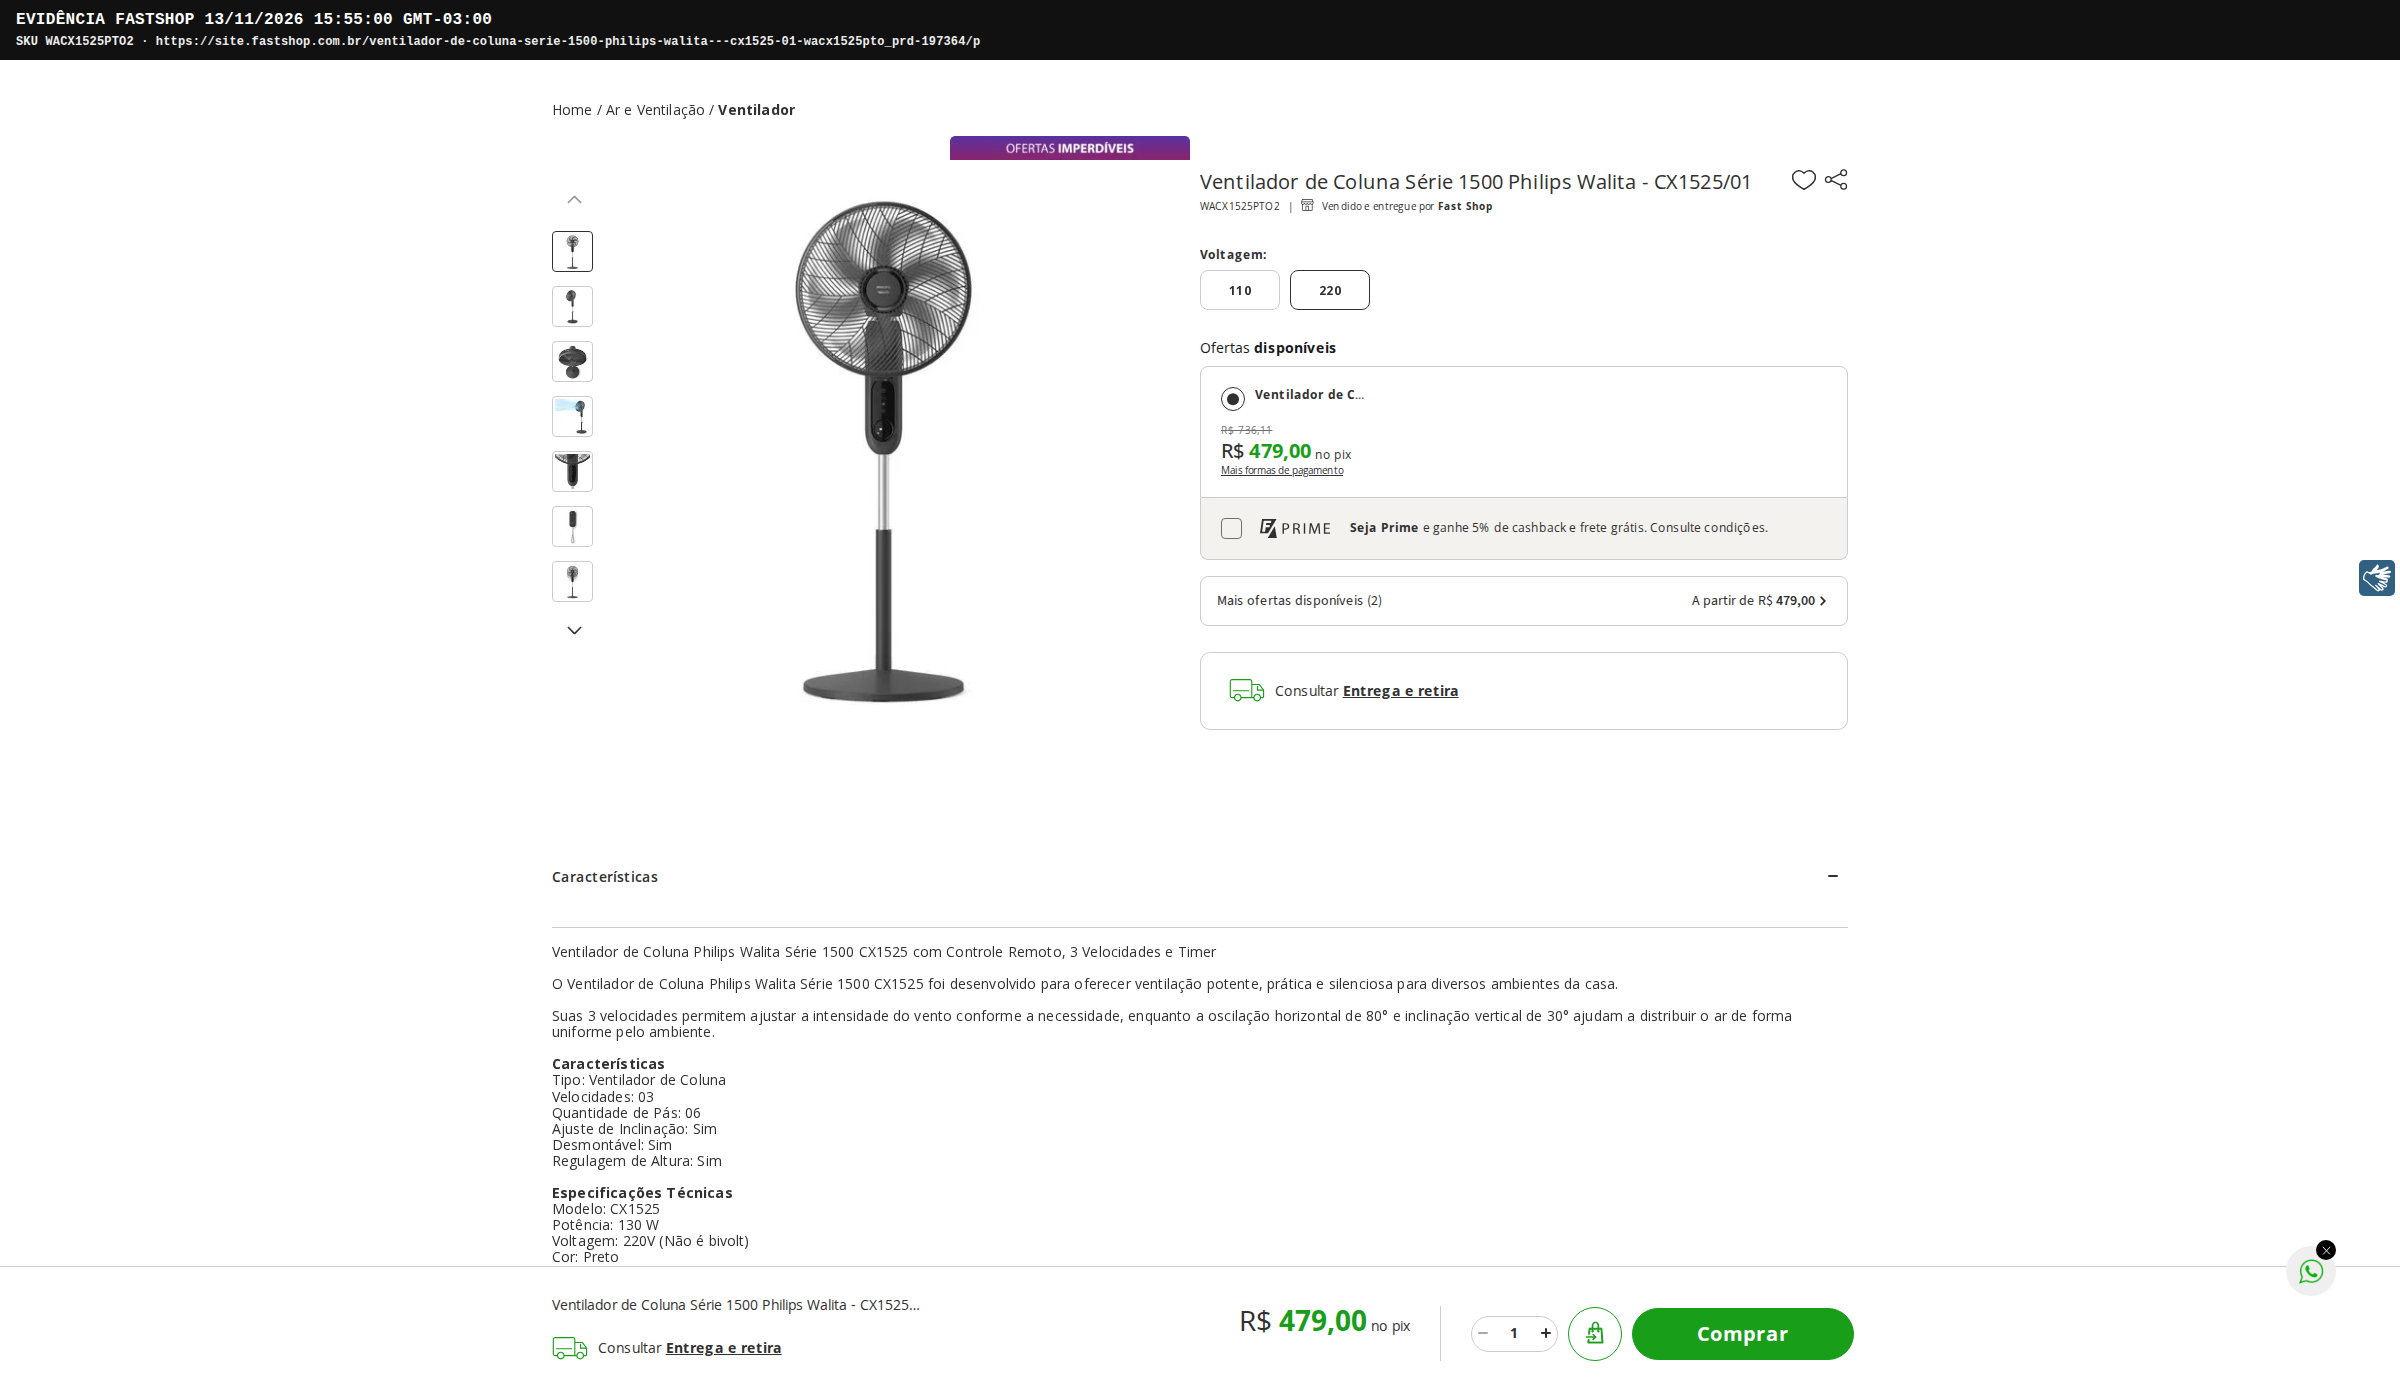 EVIDÊNCIA FASTSHOP 13/11/2026 15:55:00 GMT-03:00
SKU WACX1525PTO2 · https://site.fastshop.com.br/ventilador-de-coluna-serie-1500-philips-walita---cx1525-01-wacx1525pto_prd-197364/p
Home / Ar e Ventilação / Ventilador
OFERTAS IMPERDÍVEIS
Ventilador de Coluna Série 1500 Philips Walita - CX1525/01
WACX1525PTO2 | Vendido e entregue por Fast Shop
Voltagem:
110 220
Ofertas disponíveis
Ventilador de C...
R$ 736,11
R$ 479,00 no pix
Mais formas de pagamento
PRIME Seja Prime e ganhe 5% de cashback e frete grátis. Consulte condições.
Mais ofertas disponíveis (2) A partir de R$ 479,00
Consultar Entrega e retira
Características
Ventilador de Coluna Philips Walita Série 1500 CX1525 com Controle Remoto, 3 Velocidades e Timer
O Ventilador de Coluna Philips Walita Série 1500 CX1525 foi desenvolvido para oferecer ventilação potente, prática e silenciosa para diversos ambientes da casa.
Suas 3 velocidades permitem ajustar a intensidade do vento conforme a necessidade, enquanto a oscilação horizontal de 80° e inclinação vertical de 30° ajudam a distribuir o ar de forma
uniforme pelo ambiente.
Características
Tipo: Ventilador de Coluna
Velocidades: 03
Quantidade de Pás: 06
Ajuste de Inclinação: Sim
Desmontável: Sim
Regulagem de Altura: Sim
Especificações Técnicas
Modelo: CX1525
Potência: 130 W
Voltagem: 220V (Não é bivolt)
Cor: Preto
Ventilador de Coluna Série 1500 Philips Walita - CX1525...
Consultar Entrega e retira
R$ 479,00 no pix
1
Comprar